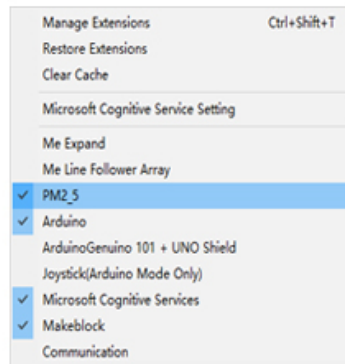 Manage Extensions Ctrl+Shift+T
Restore Extensions
Clear Cache
Microsoft Cognitive Service Setting
Me Expand
Me Line Follower Array
PM2_5
Arduino
ArduinoGenuino 101 + UNO Shield
Joystick(Arduino Mode Only)
Microsoft Cognitive Services
Makeblock
Communication